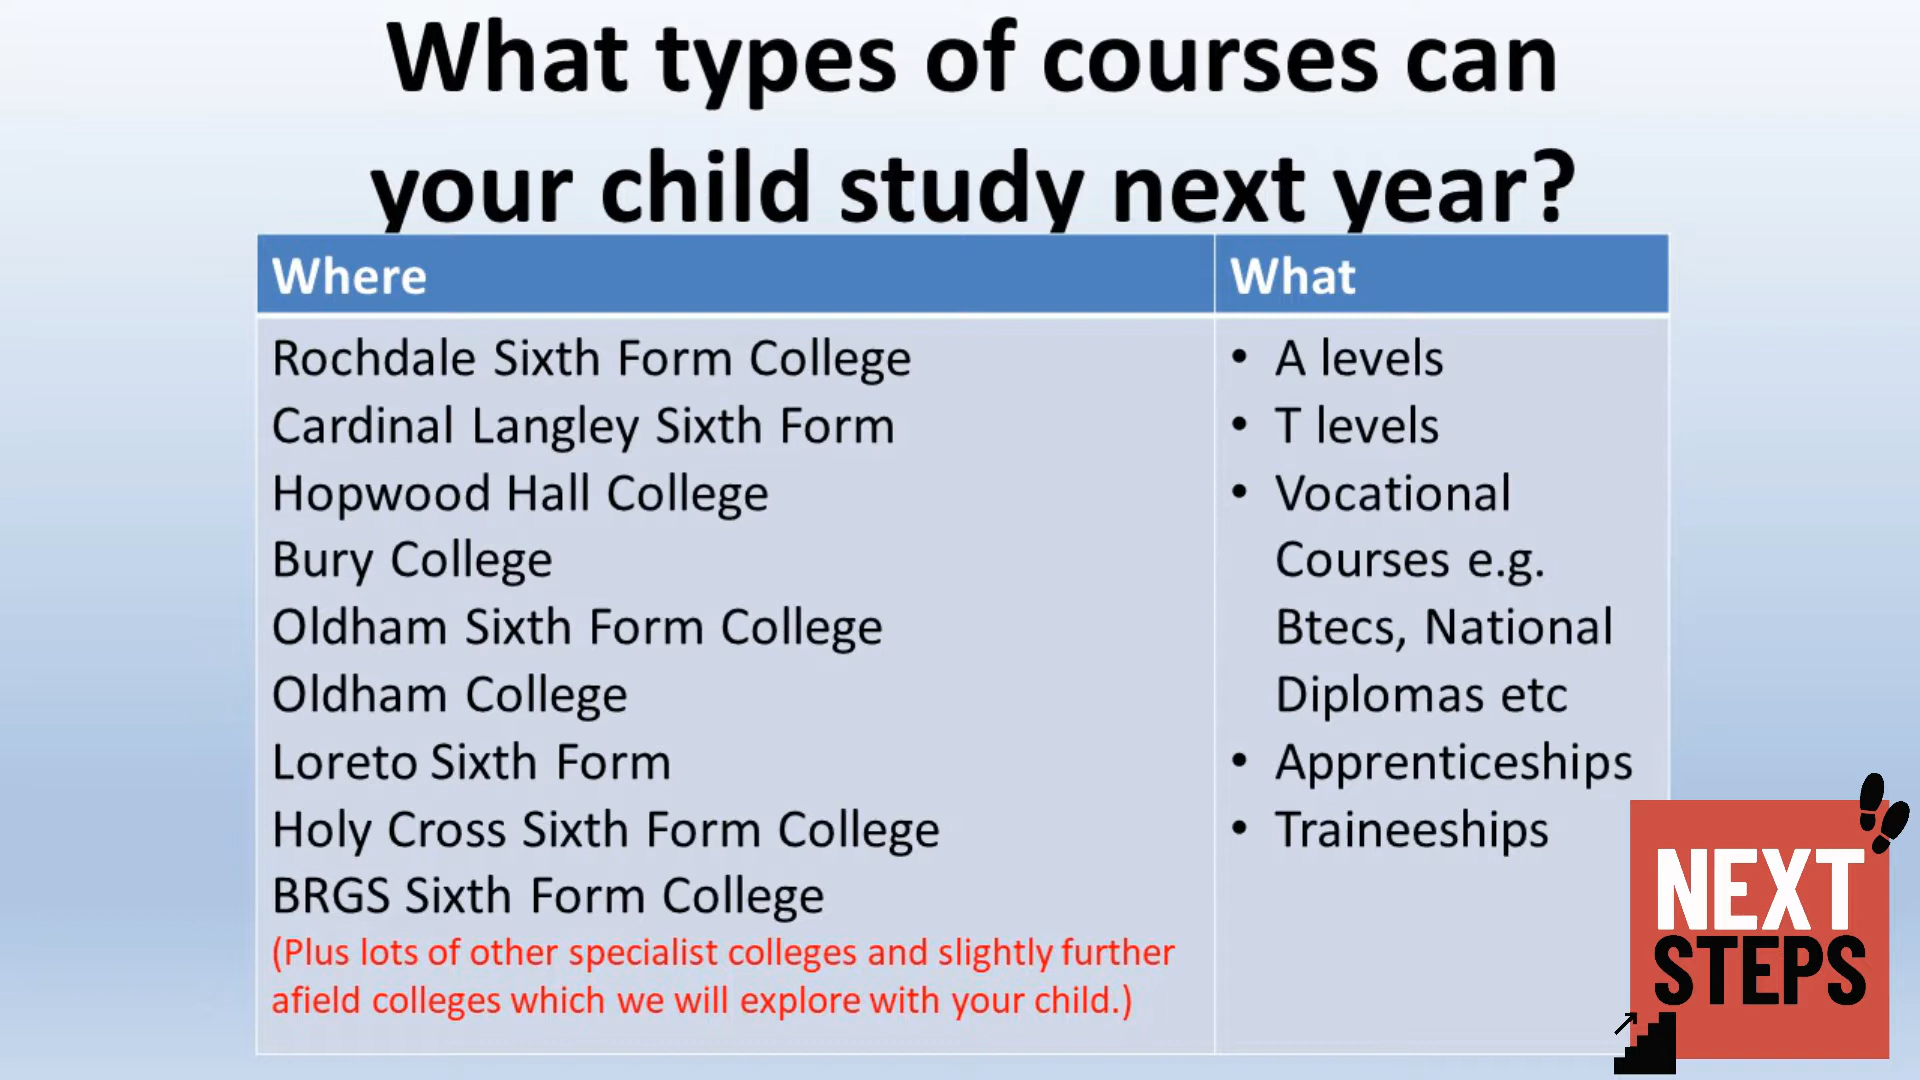 What types of courses can
your child study next year?
Where
What
Rochdale Sixth Form College
Cardinal Langley Sixth Form
Hopwood Hall College
Bury College
Oldham Sixth Form College
Oldham College
Loreto Sixth Form
Holy Cross Sixth Form College
BRGS Sixth Form College
(Plus lots of other specialist colleges and slightly further
afield colleges which we will explore with your child.)
• A levels
• T levels
• Vocational
Courses e.g.
Btecs, National
Diplomas etc
• Apprenticeships
• Traineeships
NEXT
STEPS